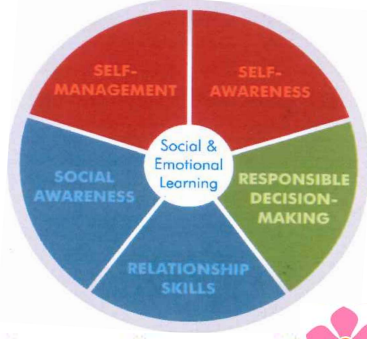 SELF-
MANAGEMENT
SELF-
AWARENESS
Social &
Emotional
Learning
SOCIAL
AWARENESS
RESPONSIBLE
DECISION-
MAKING
RELATIONSHIP
SKILLS